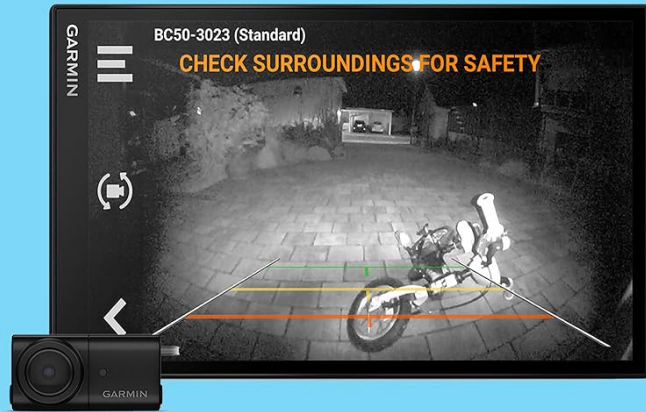 GARMIN
BC50-3023 (Standard)
CHECK SURROUNDINGS FOR SAFETY
GARMIN